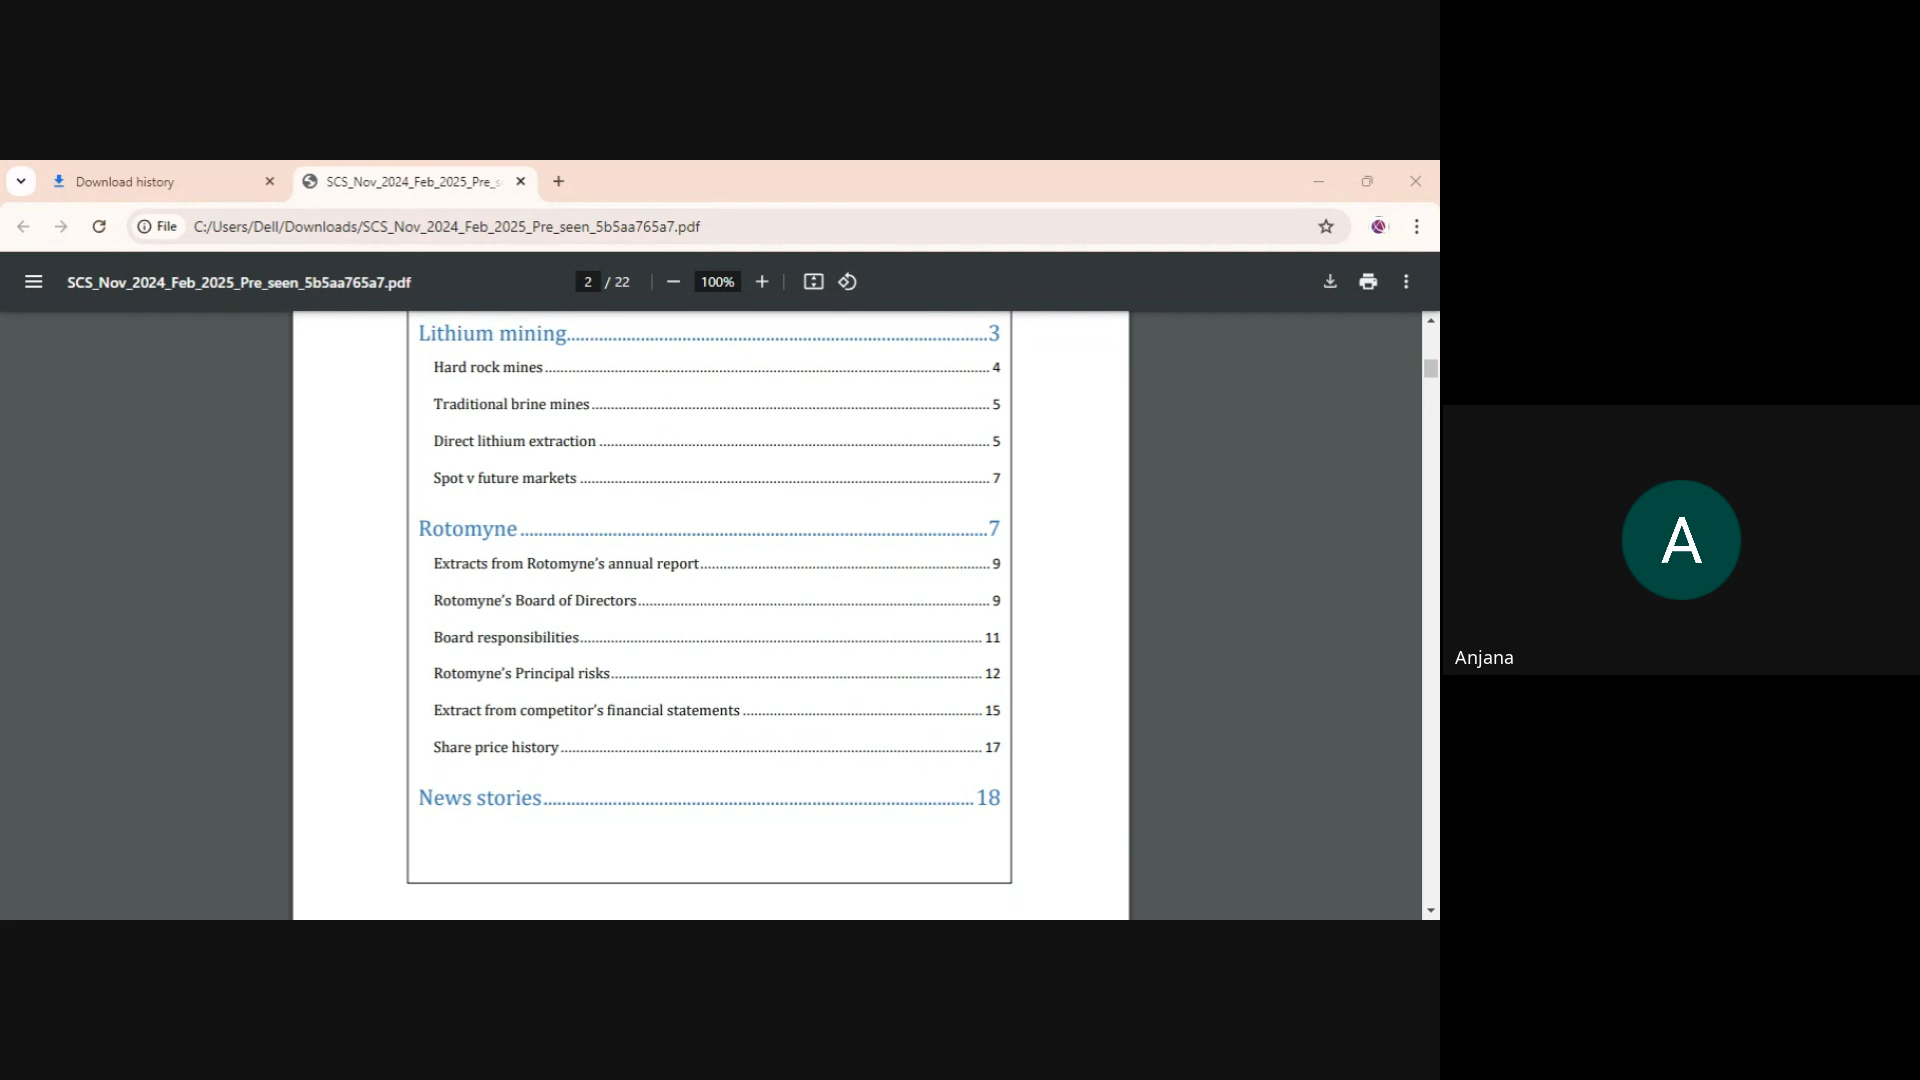 Download history
SCS_Nov_2024_Feb_2025_Pre_s
File
C:/Users/Dell/Downloads/SCS_Nov_2024_Feb_2025_Pre_seen_5b5aa765a7.pdf
SCS_Nov_2024_Feb_2025_Pre_seen_5b5aa765a7.pdf
2 / 22
100%
Lithium mining........3
Hard rock mines........4
Traditional brine mines........5
Direct lithium extraction........5
Spot v future markets........7
Rotomyne........7
Extracts from Rotomyne's annual report........9
Rotomyne's Board of Directors........9
Board responsibilities........11
Rotomyne's Principal risks........12
Extract from competitor's financial statements........15
Share price history........17
News stories........18
A
Anjana